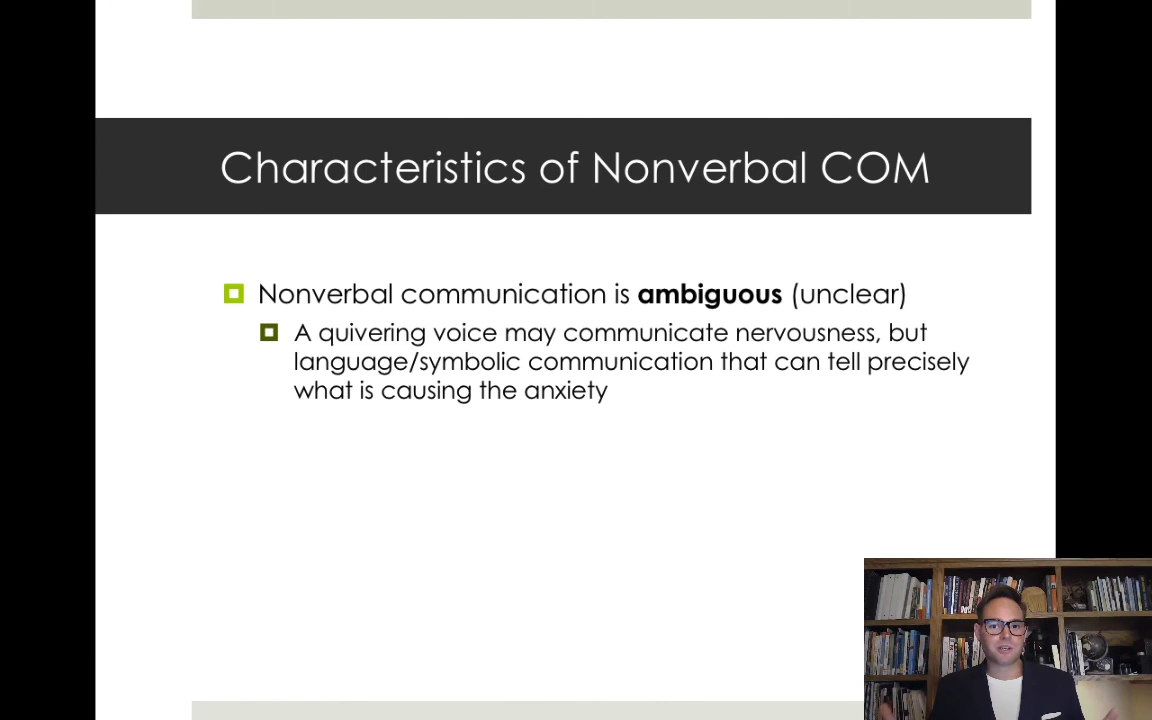 Characteristics of Nonverbal COM
Nonverbal communication is ambiguous (unclear)
A quivering voice may communicate nervousness, but
language/symbolic communication that can tell precisely
what is causing the anxiety